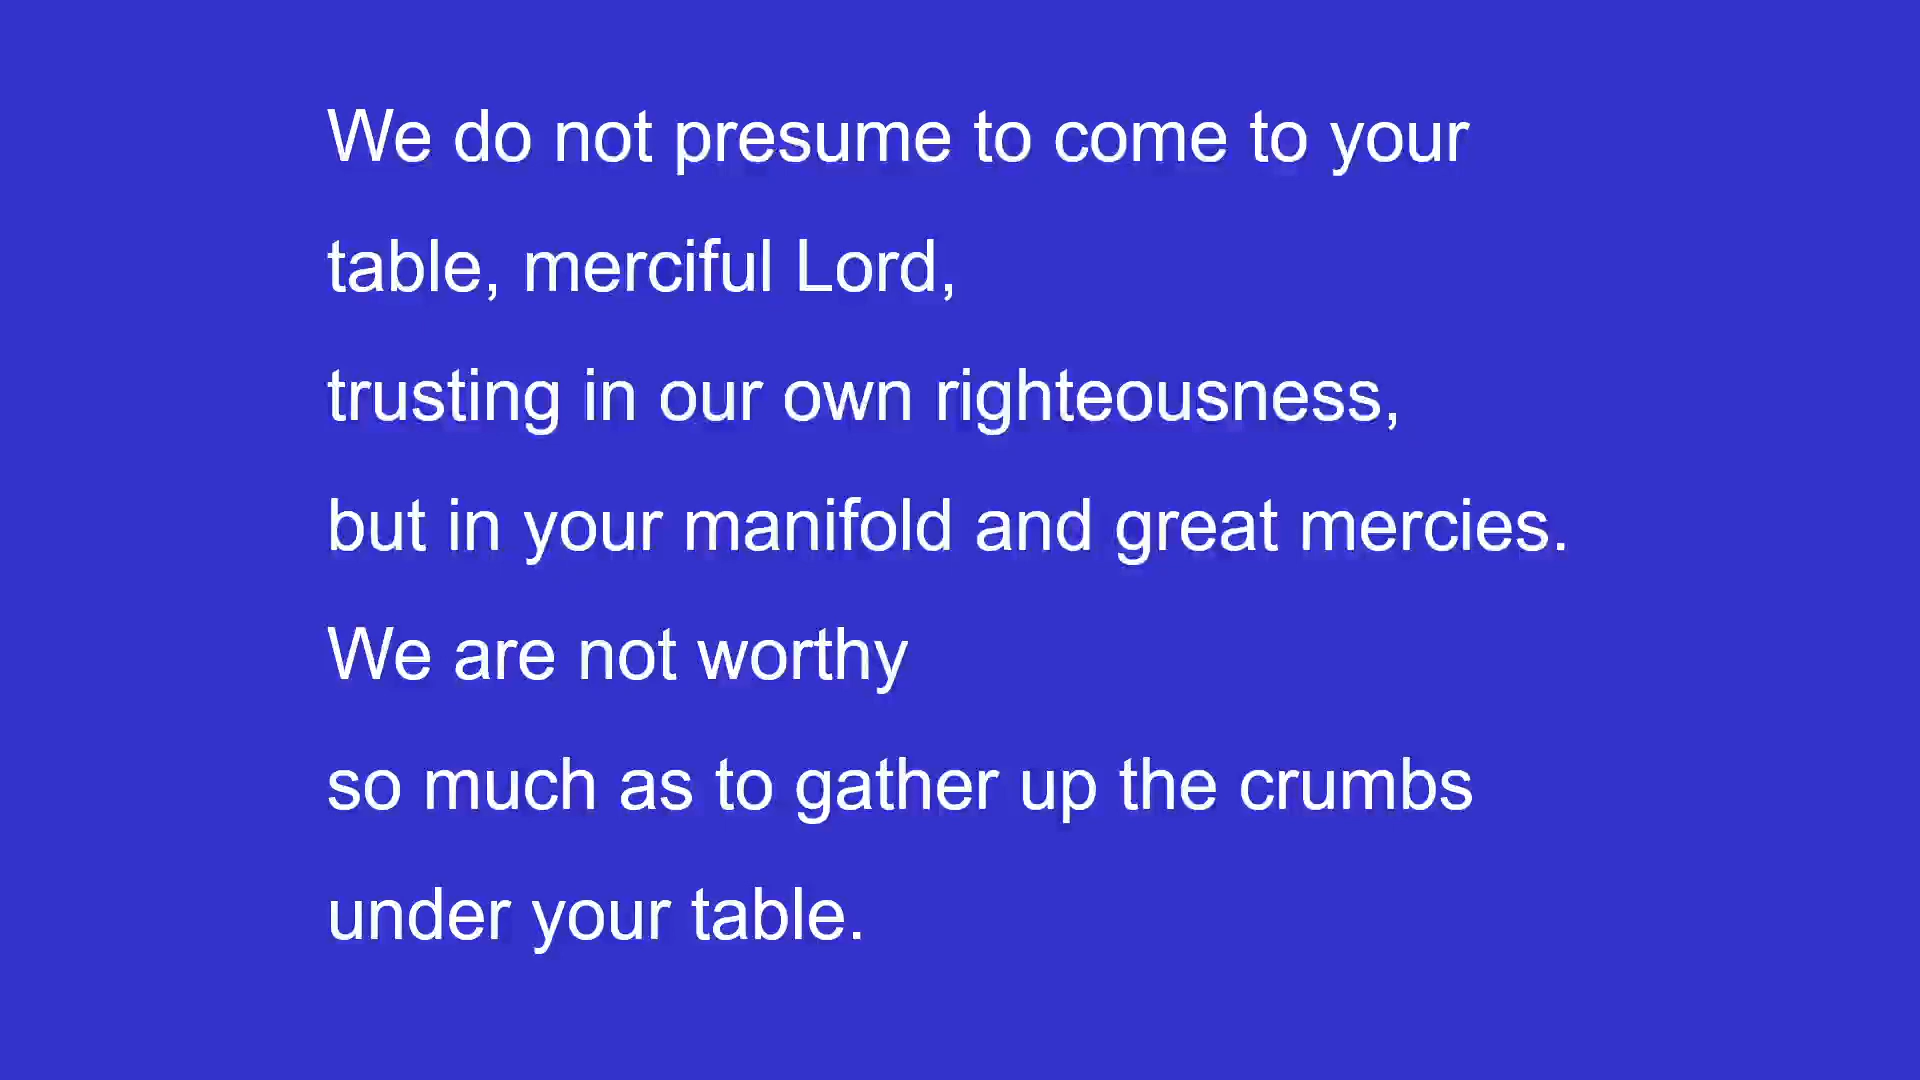 We do not presume to come to your
table, merciful Lord,
trusting in our own righteousness,
but in your manifold and great mercies.
We are not worthy
so much as to gather up the crumbs
under your table.